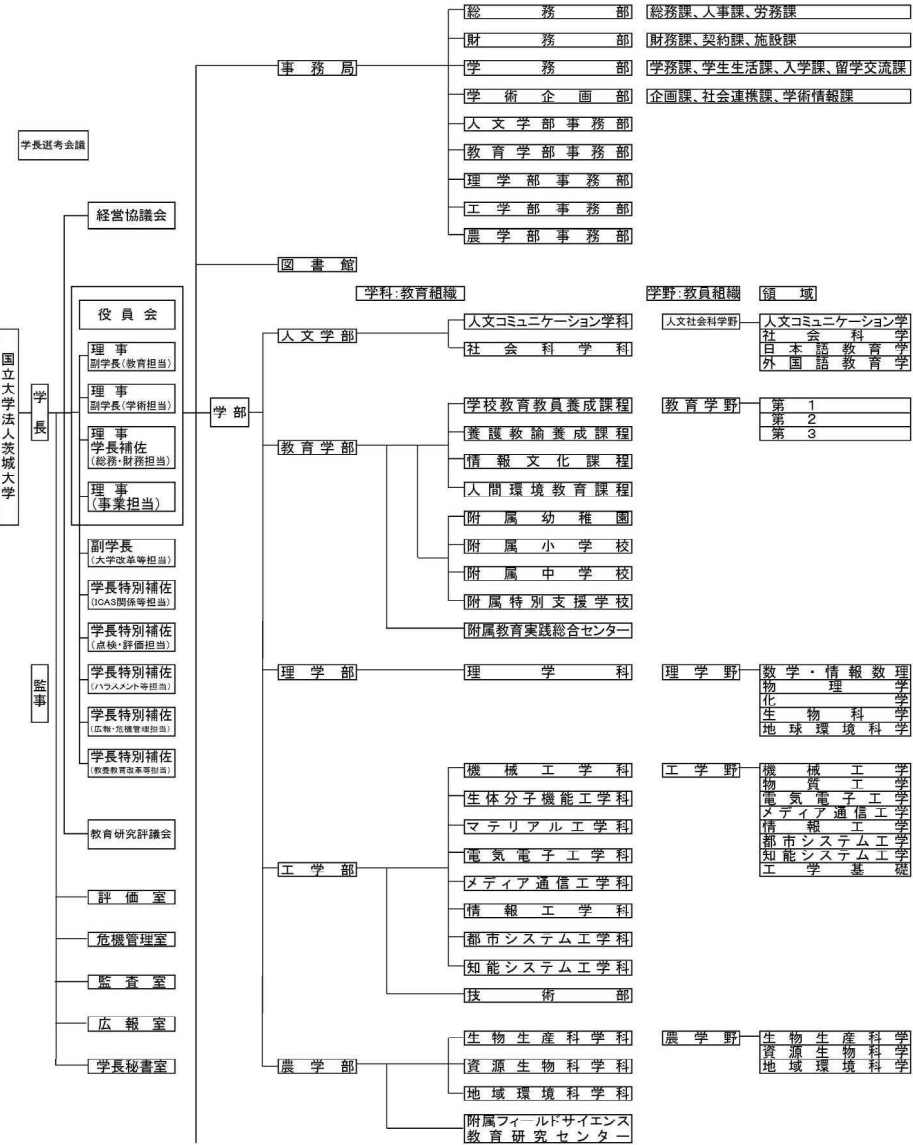 国立大学法人茨城大学
学長
監事
学長選考会議
経営協議会
役員会
理事
副学長(教育担当)
理事
副学長(学術担当)
理事
学長補佐
(総務・財務担当)
理事
(事業担当)
副学長
(大学改革等担当)
学長特別補佐
(ICAS関係等担当)
学長特別補佐
(点検・評価担当)
学長特別補佐
(ハラスメント等担当)
学長特別補佐
(広報・危機管理担当)
学長特別補佐
(教養教育改革等担当)
教育研究評議会
評価室
危機管理室
監査室
広報室
学長秘書室
事務局
総務部
総務課、人事課、労務課
財務部
財務課、契約課、施設課
学務部
学務課、学生生活課、入学課、留学交流課
学術企画部
企画課、社会連携課、学術情報課
人文学部事務部
教育学部事務部
理学部事務部
工学部事務部
農学部事務部
図書館
学科:教育組織
学野:教員組織
領域
学部
人文学部
人文コミュニケーション学科
社会科学科
人文社会科学野
人文コミュニケーション学
社会科学
日本語教育学
外国語教育学
教育学部
学校教育教員養成課程
養護教諭養成課程
情報文化課程
人間環境教育課程
附属幼稚園
附属小学校
附属中学校
附属特別支援学校
附属教育実践総合センター
教育学野
第1
第2
第3
理学部
理学科
理学野
数学・情報数理
物理学
化学
生物科学
地球環境科学
工学部
機械工学科
生体分子機能工学科
マテリアル工学科
電気電子工学科
メディア通信工学科
情報工学科
都市システム工学科
知能システム工学科
技術部
工学野
機械工学
物質工学
電気電子工学
メディア通信工学
情報工学
都市システム工学
知能システム工学
工学基礎
農学部
生物生産科学科
資源生物科学科
地域環境科学科
附属フィールドサイエンス
教育研究センター
農学野
生物生産科学
資源生物科学
地域環境科学